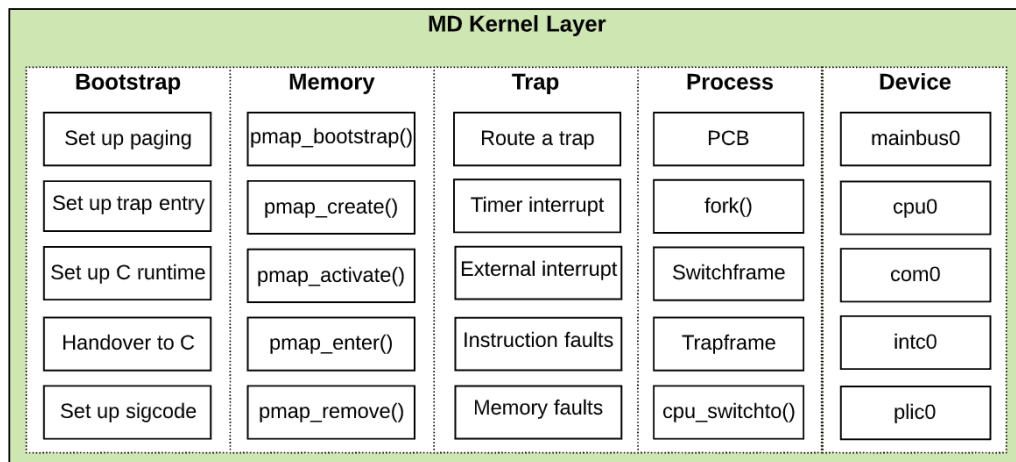 MD Kernel Layer
Bootstrap
Memory
Trap
Process
Device
Set up paging
pmap_bootstrap()
Route a trap
PCB
mainbus0
Set up trap entry
pmap_create()
Timer interrupt
fork()
cpu0
Set up C runtime
pmap_activate()
External interrupt
Switchframe
com0
Handover to C
pmap_enter()
Instruction faults
Trapframe
intc0
Set up sigcode
pmap_remove()
Memory faults
cpu_switchto()
plic0